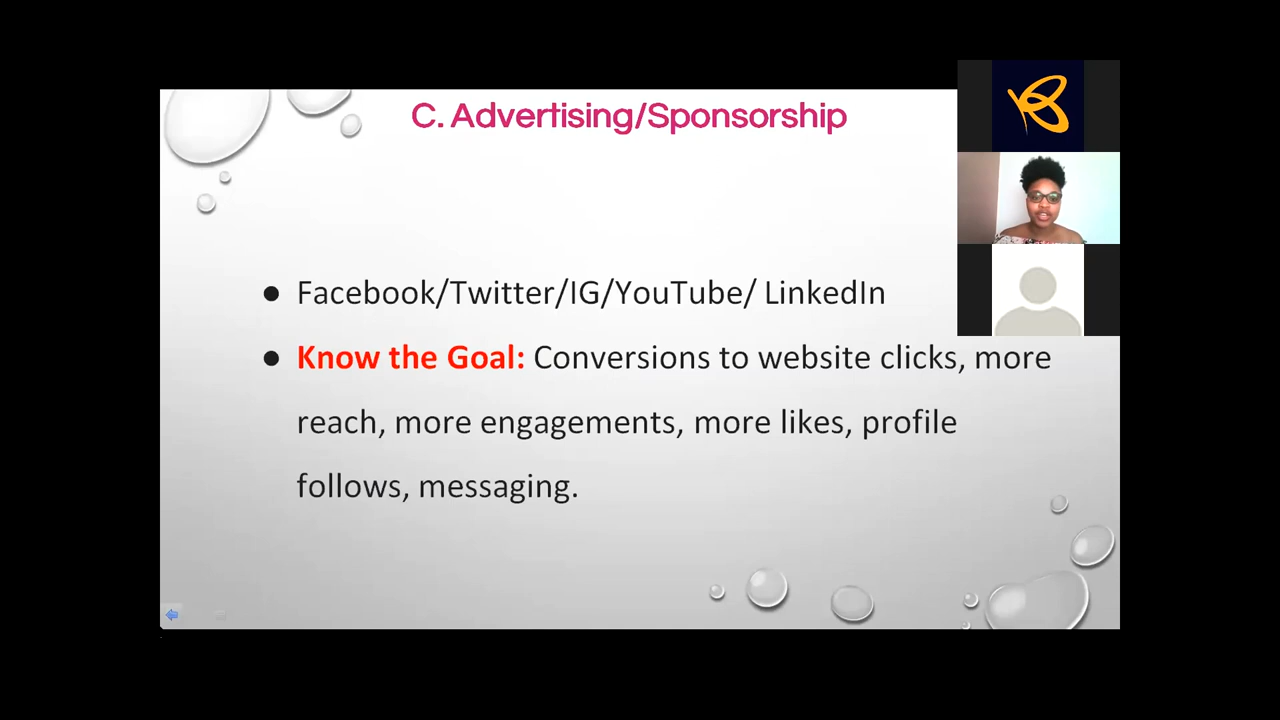 C. Advertising/Sponsorship
● Facebook/Twitter/IG/YouTube/ LinkedIn
● Know the Goal: Conversions to website clicks, more
reach, more engagements, more likes, profile
follows, messaging.